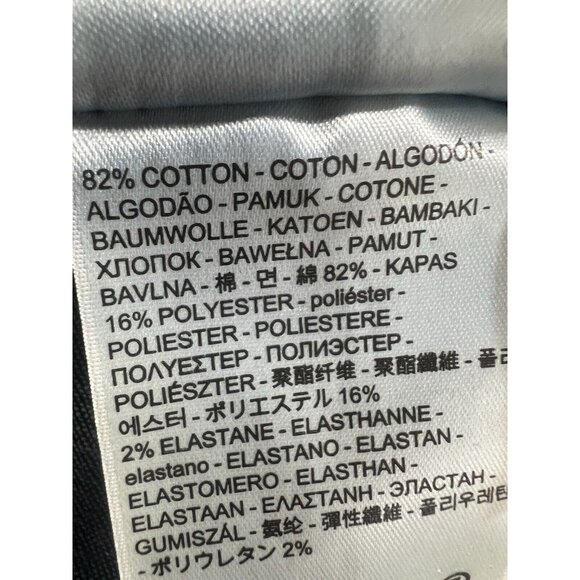 82% COTTON - COTON - ALGODÓN -
ALGODÃO - PAMUK - COTONE -
BAUMWOLLE - KATOEN - BAMBAKI -
ХЛОПОК - BAWEŁNA - PAMUT -
BAVLNA - 棉 - 면 - 綿 82% - KAPAS
16% POLYESTER - poliéster -
POLIESTER - POLIESTERE -
ΠΟΛΥΕΣΤΕΡ - ПОЛИЭСТЕР -
POLIÉSZTER - 聚酯纤维 - 聚酯纖維 - 폴리
에스터 - ポリエステル 16%
2% ELASTANE - ELASTHANNE -
elastano - ELASTANO - ELASTAN -
ELASTOMERO - ELASTHAN -
ELASTAAN - ΕΛΑΣΤΑΝΗ - ЭЛАСТАН -
GUMISZÁL - 氨纶 - 彈性纖維 - 폴리우레탄
- ポリウレタン 2%